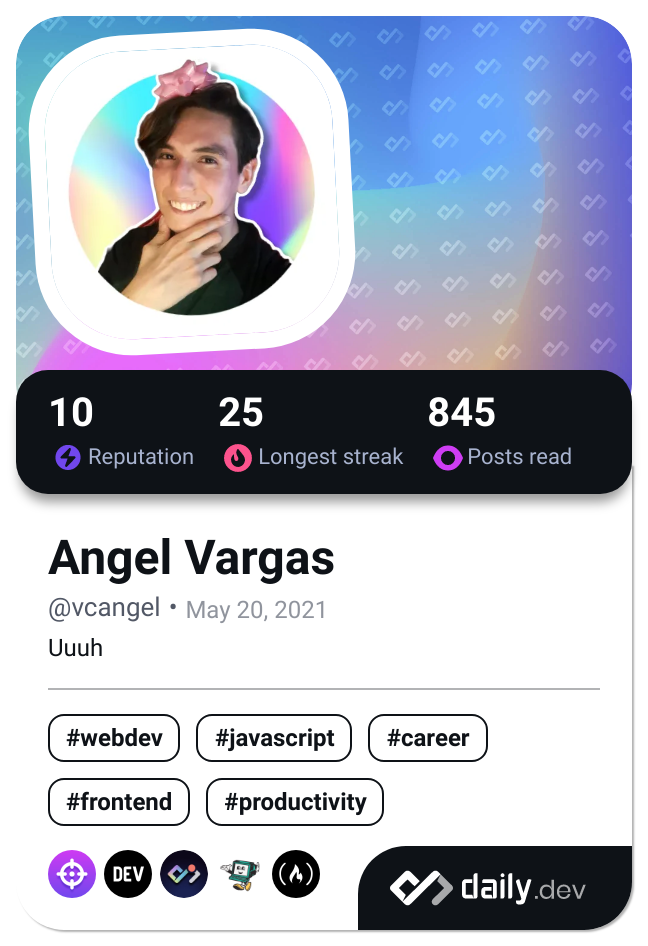 10 25 845
Reputation Longest streak Posts read
Angel Vargas
@vcangel • May 20, 2021
Uuuh
#webdev #javascript #career
#frontend #productivity
DEV
daily.dev